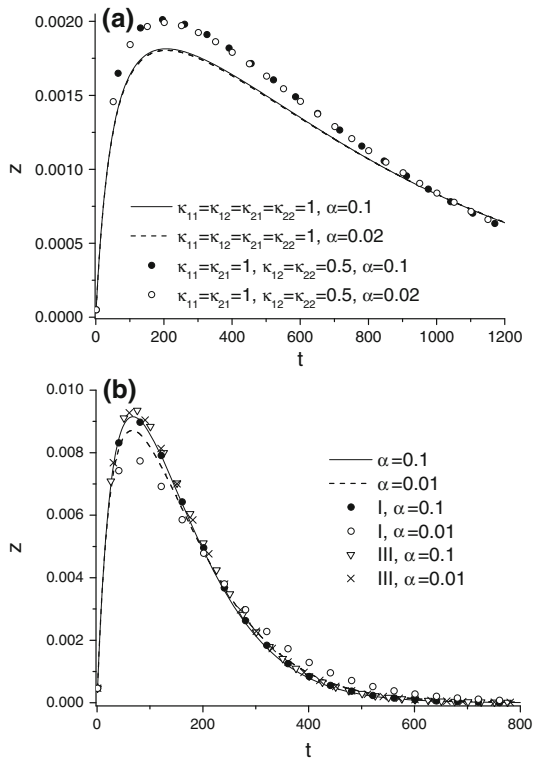 (a)
0.0020
0.0015
0.0010
0.0005
0.0000
z
κ₁₁=κ₁₂=κ₂₁=κ₂₂=1, α=0.1
κ₁₁=κ₁₂=κ₂₁=κ₂₂=1, α=0.02
κ₁₁=κ₂₁=1, κ₁₂=κ₂₂=0.5, α=0.1
κ₁₁=κ₂₁=1, κ₁₂=κ₂₂=0.5, α=0.02
0 200 400 600 800 1000 1200
t
(b)
0.010
0.008
0.006
0.004
0.002
0.000
z
α=0.1
α=0.01
I, α=0.1
I, α=0.01
III, α=0.1
III, α=0.01
0 200 400 600 800
t